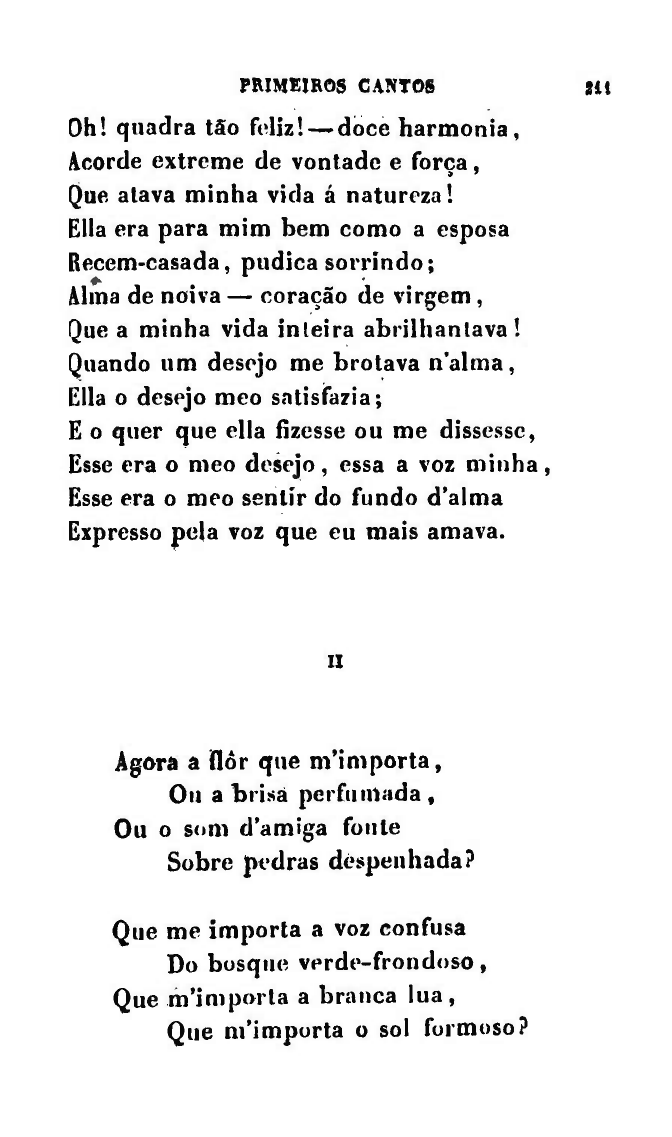 PRIMEIROS CANTOS 211
Oh! quadra tão feliz! — doce harmonia,
Acorde extreme de vontade e força,
Que atava minha vida á natureza!
Ella era para mim bem como a esposa
Recem-casada, pudica sorrindo;
Alma de noiva — coração de virgem,
Que a minha vida inteira abrilhantava!
Quando um desejo me brotava n'alma,
Ella o desejo meo satisfazia;
E o quer que ella fizesse ou me dissesse,
Esse era o meo desejo, essa a voz minha,
Esse era o meo sentir do fundo d'alma
Expresso pela voz que eu mais amava.
II
Agora a flôr que m'importa,
Ou a brisa perfumada,
Ou o som d'amiga fonte
Sobre pedras despenhada?
Que me importa a voz confusa
Do bosque verde-frondoso,
Que m'importa a branca lua,
Que m'importa o sol formoso?